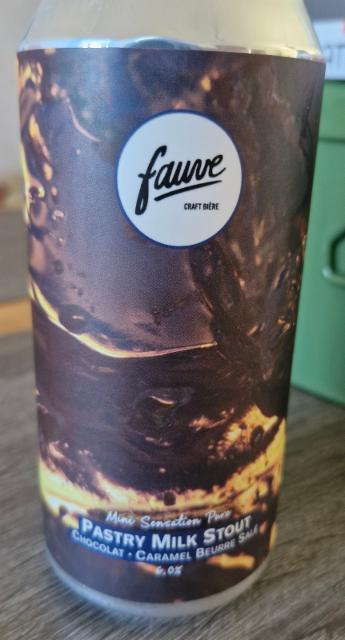 fauve
CRAFT BIÈRE
Mini Sensation Pure
PASTRY MILK STOUT
CHOCOLAT • CARAMEL BEURRE SALÉ
6,0%